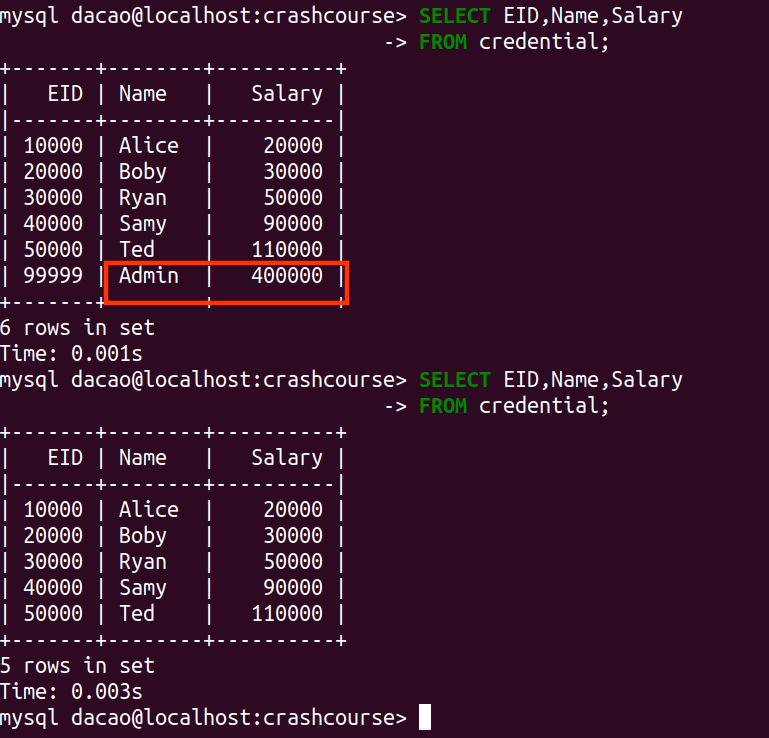 mysql dacao@localhost:crashcourse> SELECT EID,Name,Salary
                                -> FROM credential;
+-------+--------+----------+
|   EID | Name   |   Salary |
|-------+--------+----------|
| 10000 | Alice  |    20000 |
| 20000 | Boby   |    30000 |
| 30000 | Ryan   |    50000 |
| 40000 | Samy   |    90000 |
| 50000 | Ted    |   110000 |
| 99999 | Admin  |   400000 |
+-------+--------+----------+
6 rows in set
Time: 0.001s
mysql dacao@localhost:crashcourse> SELECT EID,Name,Salary
                                -> FROM credential;
+-------+--------+----------+
|   EID | Name   |   Salary |
|-------+--------+----------|
| 10000 | Alice  |    20000 |
| 20000 | Boby   |    30000 |
| 30000 | Ryan   |    50000 |
| 40000 | Samy   |    90000 |
| 50000 | Ted    |   110000 |
+-------+--------+----------+
5 rows in set
Time: 0.003s
mysql dacao@localhost:crashcourse>